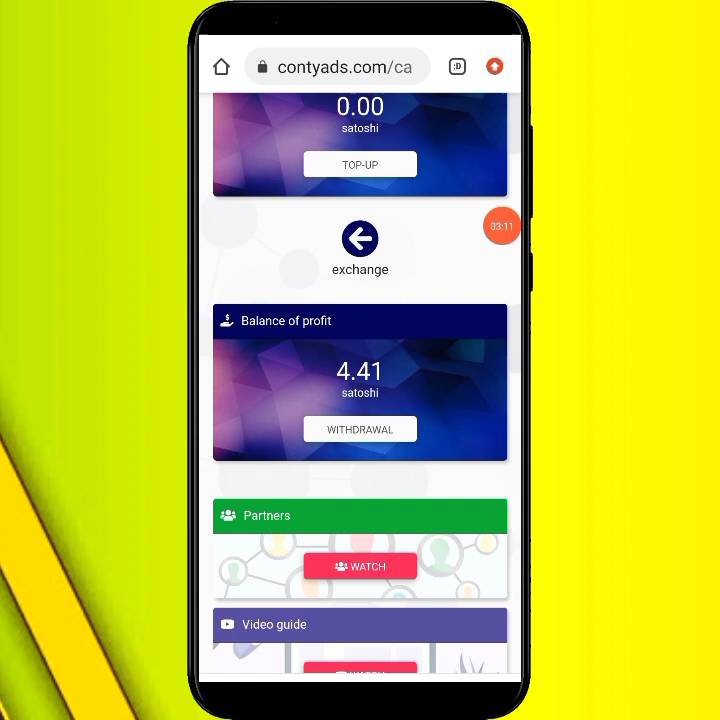 contyads.com/ca
:D
0.00
satoshi
TOP-UP
03:11
exchange
Balance of profit
4.41
satoshi
WITHDRAWAL
Partners
WATCH
Video guide